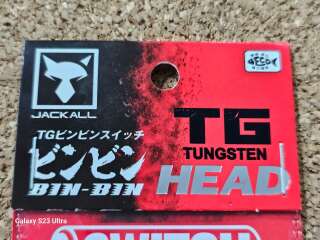 JACKALL
TGビンビンスイッチ
ビンビン
BIN-BIN
TG
TUNGSTEN
HEAD
Galaxy S23 Ultra
SWITCH